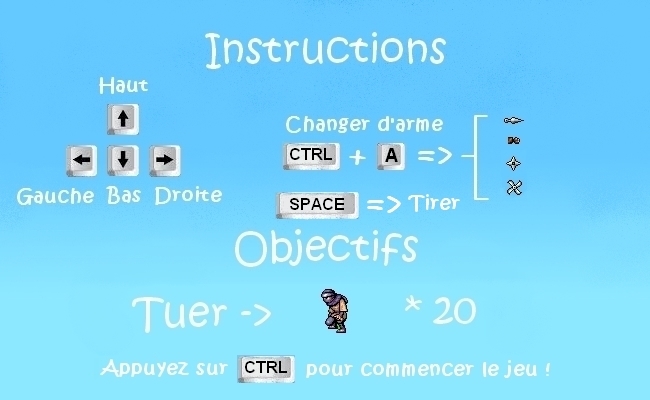 Instructions
Haut
Gauche Bas Droite
Changer d'arme
CTRL + A =>
SPACE => Tirer
Objectifs
Tuer -> * 20
Appuyez sur CTRL pour commencer le jeu !